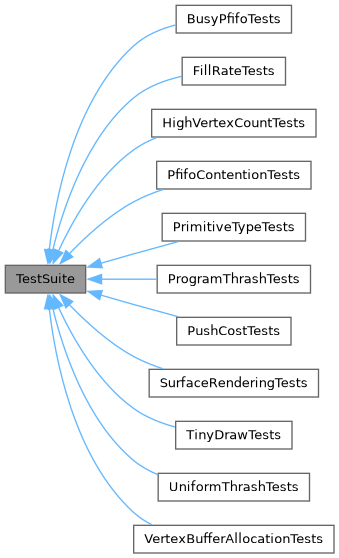 BusyPfifoTests
FillRateTests
HighVertexCountTests
PfifoContentionTests
PrimitiveTypeTests
TestSuite
ProgramThrashTests
PushCostTests
SurfaceRenderingTests
TinyDrawTests
UniformThrashTests
VertexBufferAllocationTests